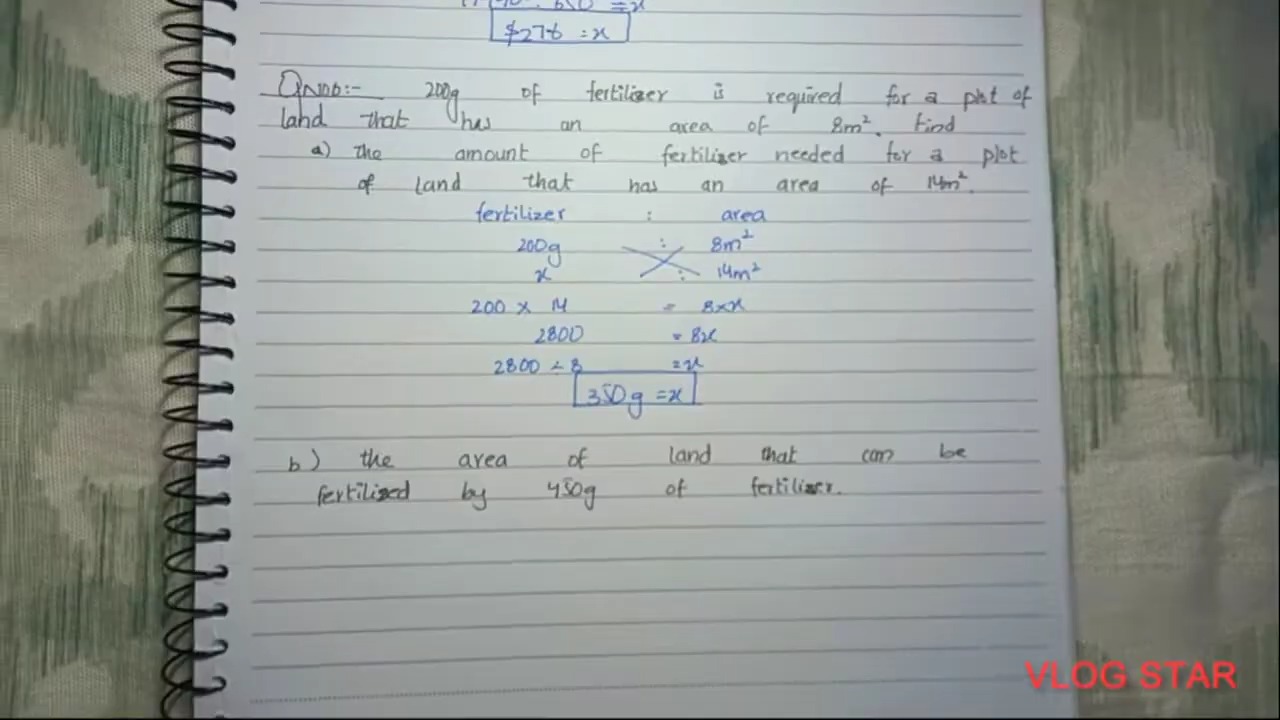 650 = x
$276 = x
QNo6:- 200g of fertilizer is required for a plot of
land that has an area of 8m². Find
a) the amount of fertilizer needed for a plot
of land that has an area of 14m².
fertilizer : area
200g : 8m²
x : 14m²
200 × 14 = 8×x
2800 = 8x
2800 ÷ 8 = x
350g = x
b) the area of land that can be
fertilized by 450g of fertilizer.
VLOG STAR